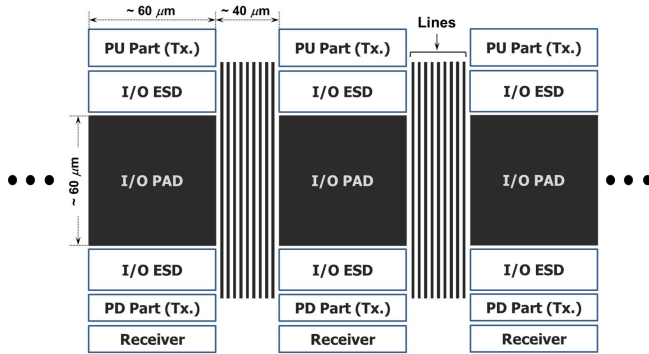 ~ 60 μm
~ 40 μm
Lines
PU Part (Tx.)
PU Part (Tx.)
PU Part (Tx.)
I/O ESD
I/O ESD
I/O ESD
~ 60 μm
I/O PAD
I/O PAD
I/O PAD
I/O ESD
I/O ESD
I/O ESD
PD Part (Tx.)
PD Part (Tx.)
PD Part (Tx.)
Receiver
Receiver
Receiver